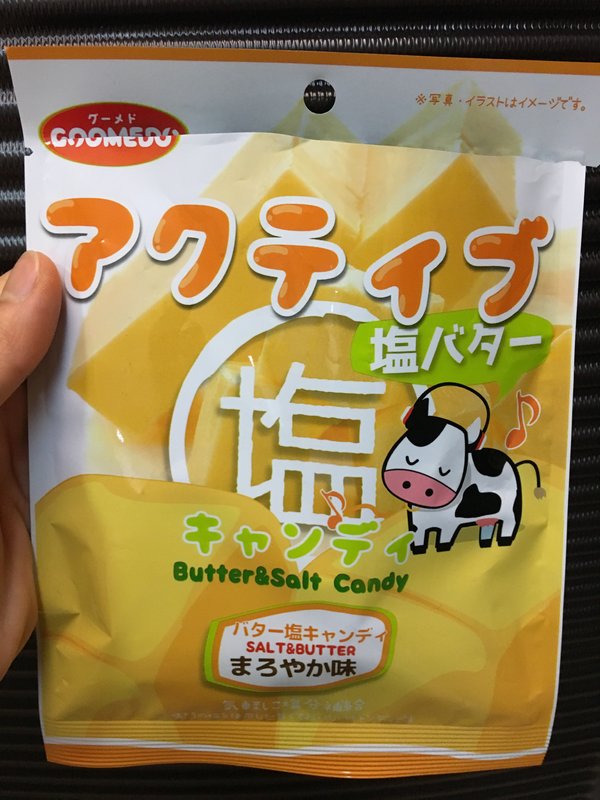 ※写真・イラストはイメージです。
グーメド
GOOMEDO
アクティブ
塩バター
塩
キャンディ
Butter&Salt Candy
バター塩キャンディ
SALT&BUTTER
まろやか味